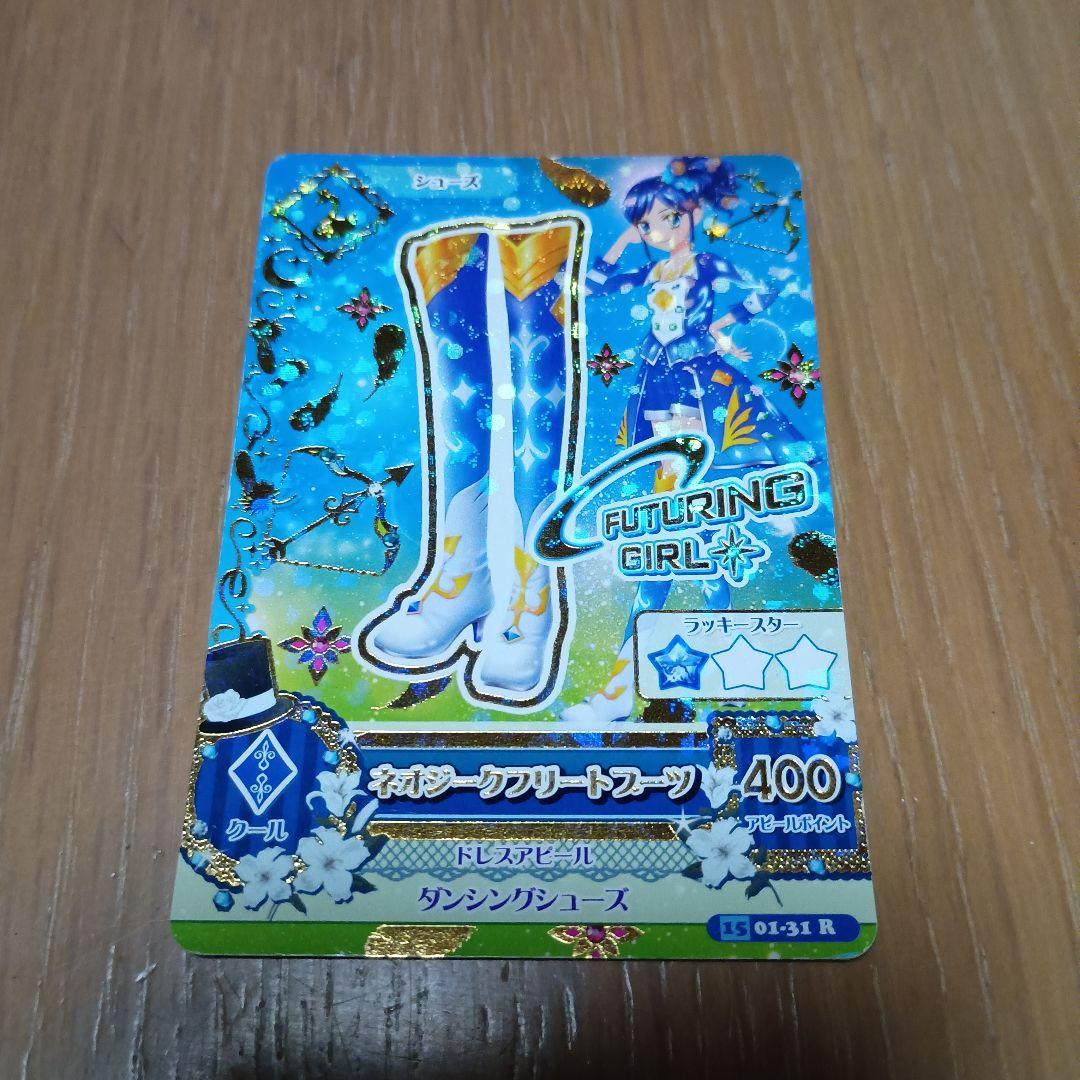 シューズ
FUTURING
GIRL
ラッキースター
ネオジークフリートブーツ
400
アピールポイント
クール
ドレスアピール
ダンシングシューズ
15 01-31 R